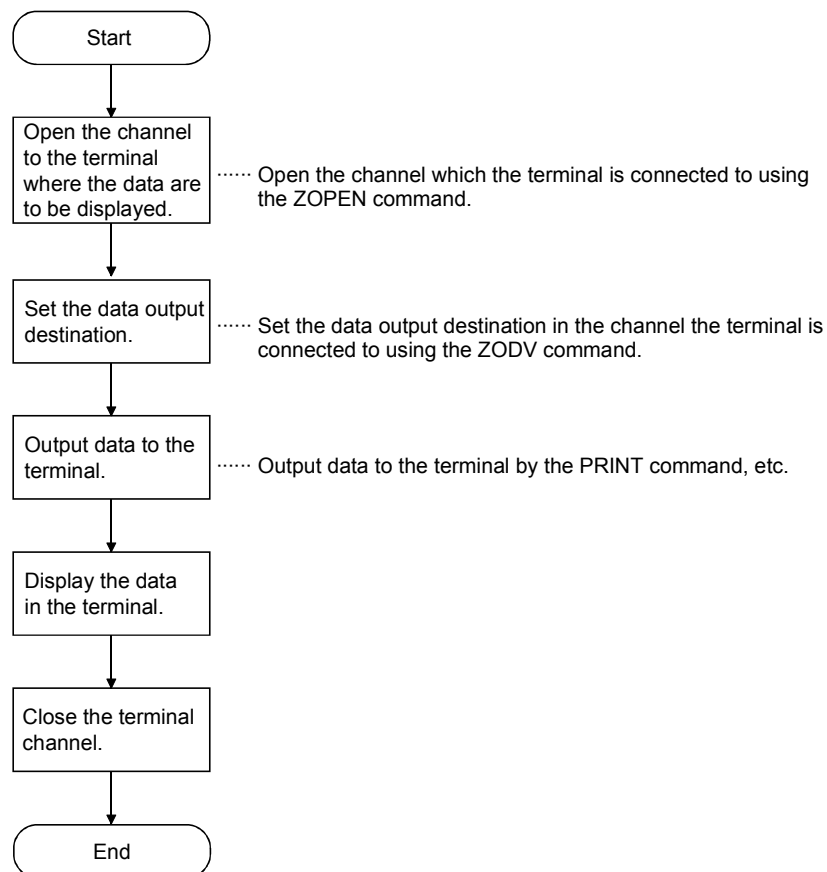 Start
Open the channel
to the terminal
where the data are
to be displayed.
...... Open the channel which the terminal is connected to using
the ZOPEN command.
Set the data output
destination.
...... Set the data output destination in the channel the terminal is
connected to using the ZODV command.
Output data to the
terminal.
...... Output data to the terminal by the PRINT command, etc.
Display the data
in the terminal.
Close the terminal
channel.
End